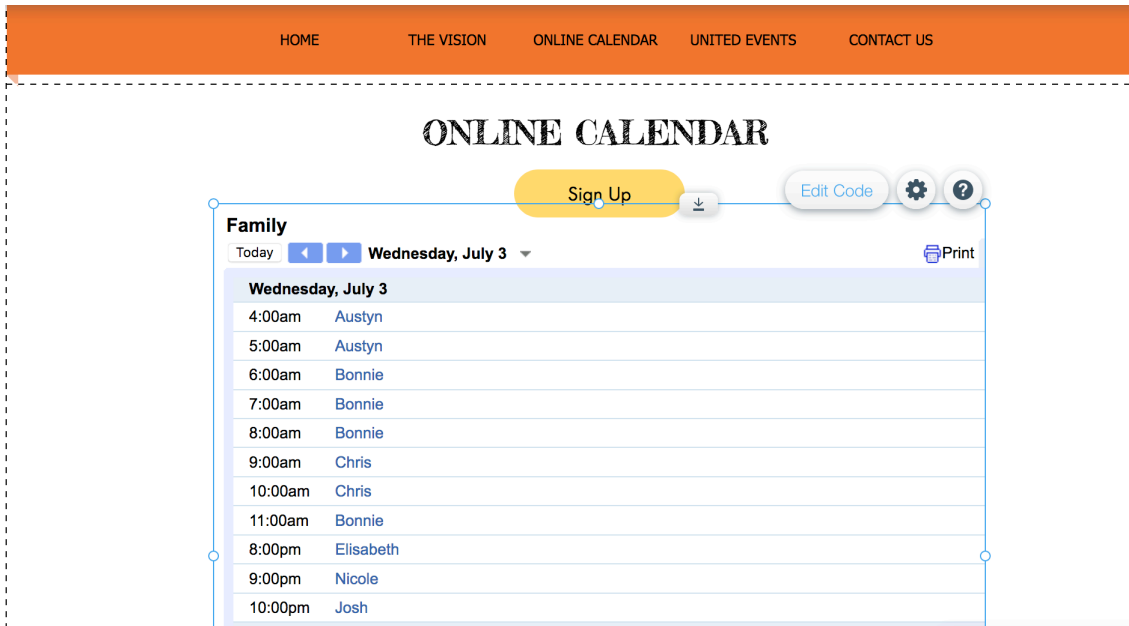 HOME THE VISION ONLINE CALENDAR UNITED EVENTS CONTACT US
ONLINE CALENDAR
Sign Up
Edit Code
?
Family
Today Wednesday, July 3 Print
Wednesday, July 3
4:00am Austyn
5:00am Austyn
6:00am Bonnie
7:00am Bonnie
8:00am Bonnie
9:00am Chris
10:00am Chris
11:00am Bonnie
8:00pm Elisabeth
9:00pm Nicole
10:00pm Josh